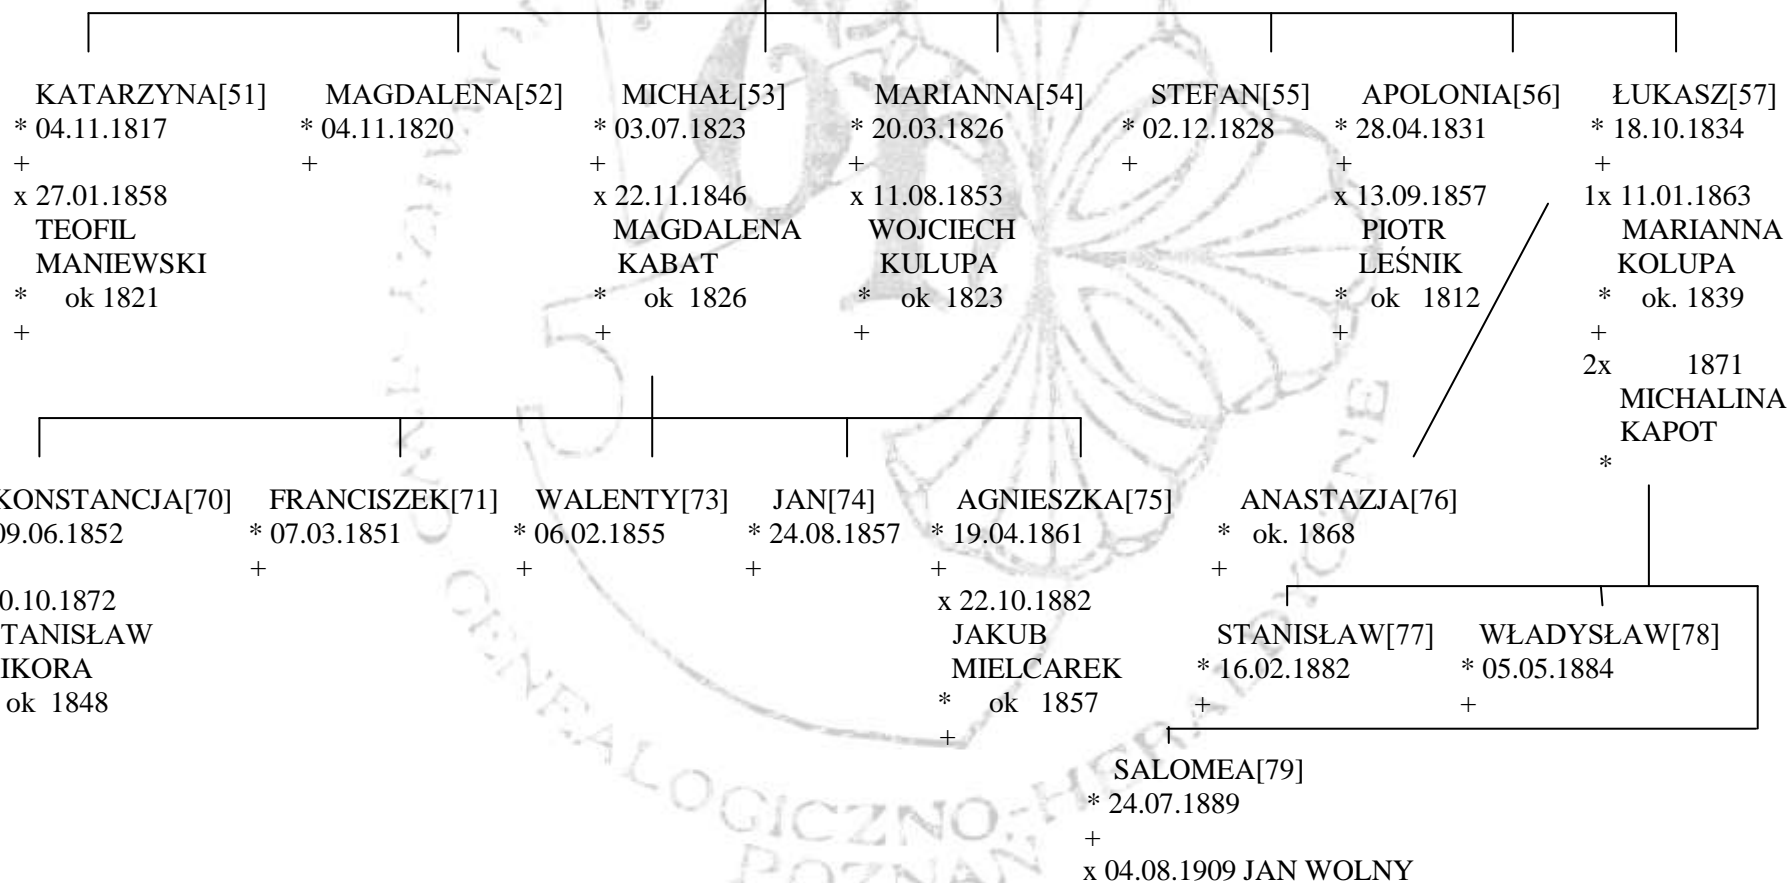 KATARZYNA[51] MAGDALENA[52] MICHAŁ[53] MARIANNA[54] STEFAN[55] APOLONIA[56] ŁUKASZ[57]
* 04.11.1817 * 04.11.1820 * 03.07.1823 * 20.03.1826 * 02.12.1828 * 28.04.1831 * 18.10.1834
+ + + + + + +
x 27.01.1858 x 22.11.1846 x 11.08.1853 x 13.09.1857 1x 11.01.1863
TEOFIL MAGDALENA WOJCIECH PIOTR MARIANNA
MANIEWSKI KABAT KULUPA LEŚNIK KOLUPA
* ok 1821 * ok 1826 * ok 1823 * ok 1812 * ok. 1839
+ + + + +
2x 1871
MICHALINA
KAPOT
*
KONSTANCJA[70] FRANCISZEK[71] WALENTY[73] JAN[74] AGNIESZKA[75] ANASTAZJA[76]
09.06.1852 * 07.03.1851 * 06.02.1855 * 24.08.1857 * 19.04.1861 * ok. 1868
+ + + + +
0.10.1872 x 22.10.1882
TANISŁAW JAKUB STANISŁAW[77] WŁADYSŁAW[78]
IKORA MIELCAREK * 16.02.1882 * 05.05.1884
ok 1848 * ok 1857 + +
+
SALOMEA[79]
* 24.07.1889
+
x 04.08.1909 JAN WOLNY
GENEALOGICZNO-HERALDYCZNE